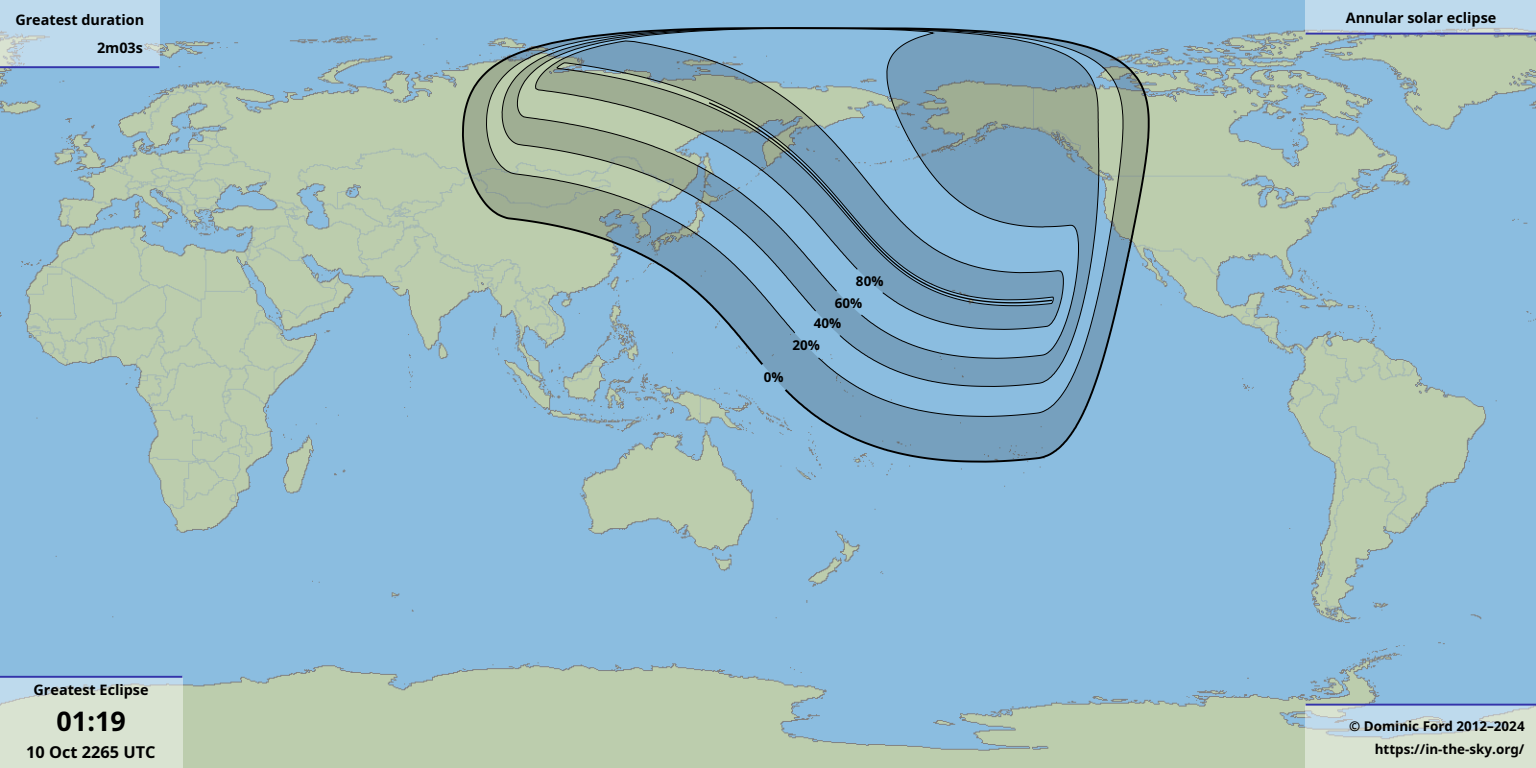 Greatest duration
2m03s
Annular solar eclipse
80%
60%
40%
20%
0%
Greatest Eclipse
01:19
10 Oct 2265 UTC
© Dominic Ford 2012–2024
https://in-the-sky.org/